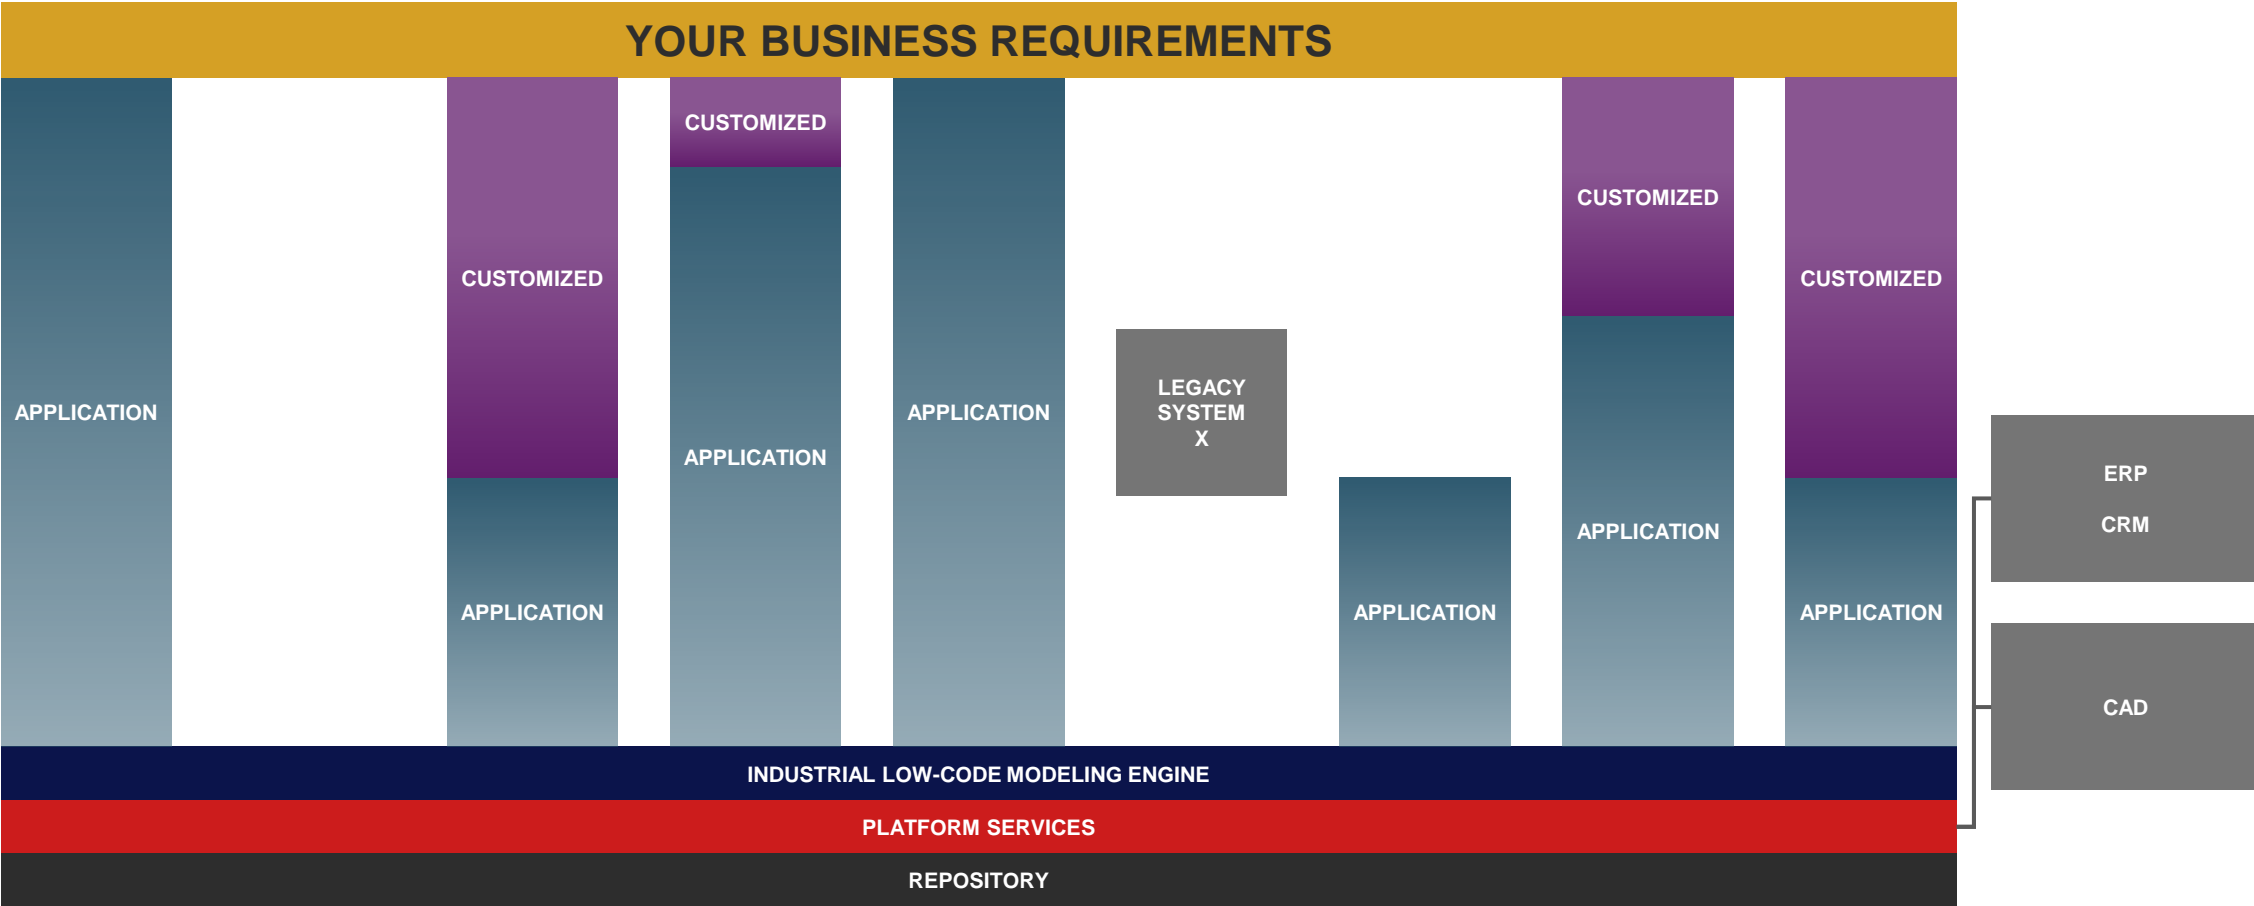 YOUR BUSINESS REQUIREMENTS
CUSTOMIZED
CUSTOMIZED
CUSTOMIZED
CUSTOMIZED
APPLICATION
APPLICATION
APPLICATION
LEGACY
SYSTEM
X
APPLICATION
APPLICATION
APPLICATION
APPLICATION
ERP
CRM
CAD
INDUSTRIAL LOW-CODE MODELING ENGINE
PLATFORM SERVICES
REPOSITORY